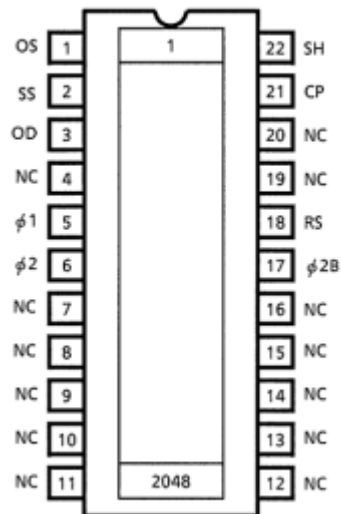 OS 1 1 22 SH
SS 2 21 CP
OD 3 20 NC
NC 4 19 NC
ϕ1 5 18 RS
ϕ2 6 17 ϕ2B
NC 7 16 NC
NC 8 15 NC
NC 9 14 NC
NC 10 13 NC
NC 11 2048 12 NC